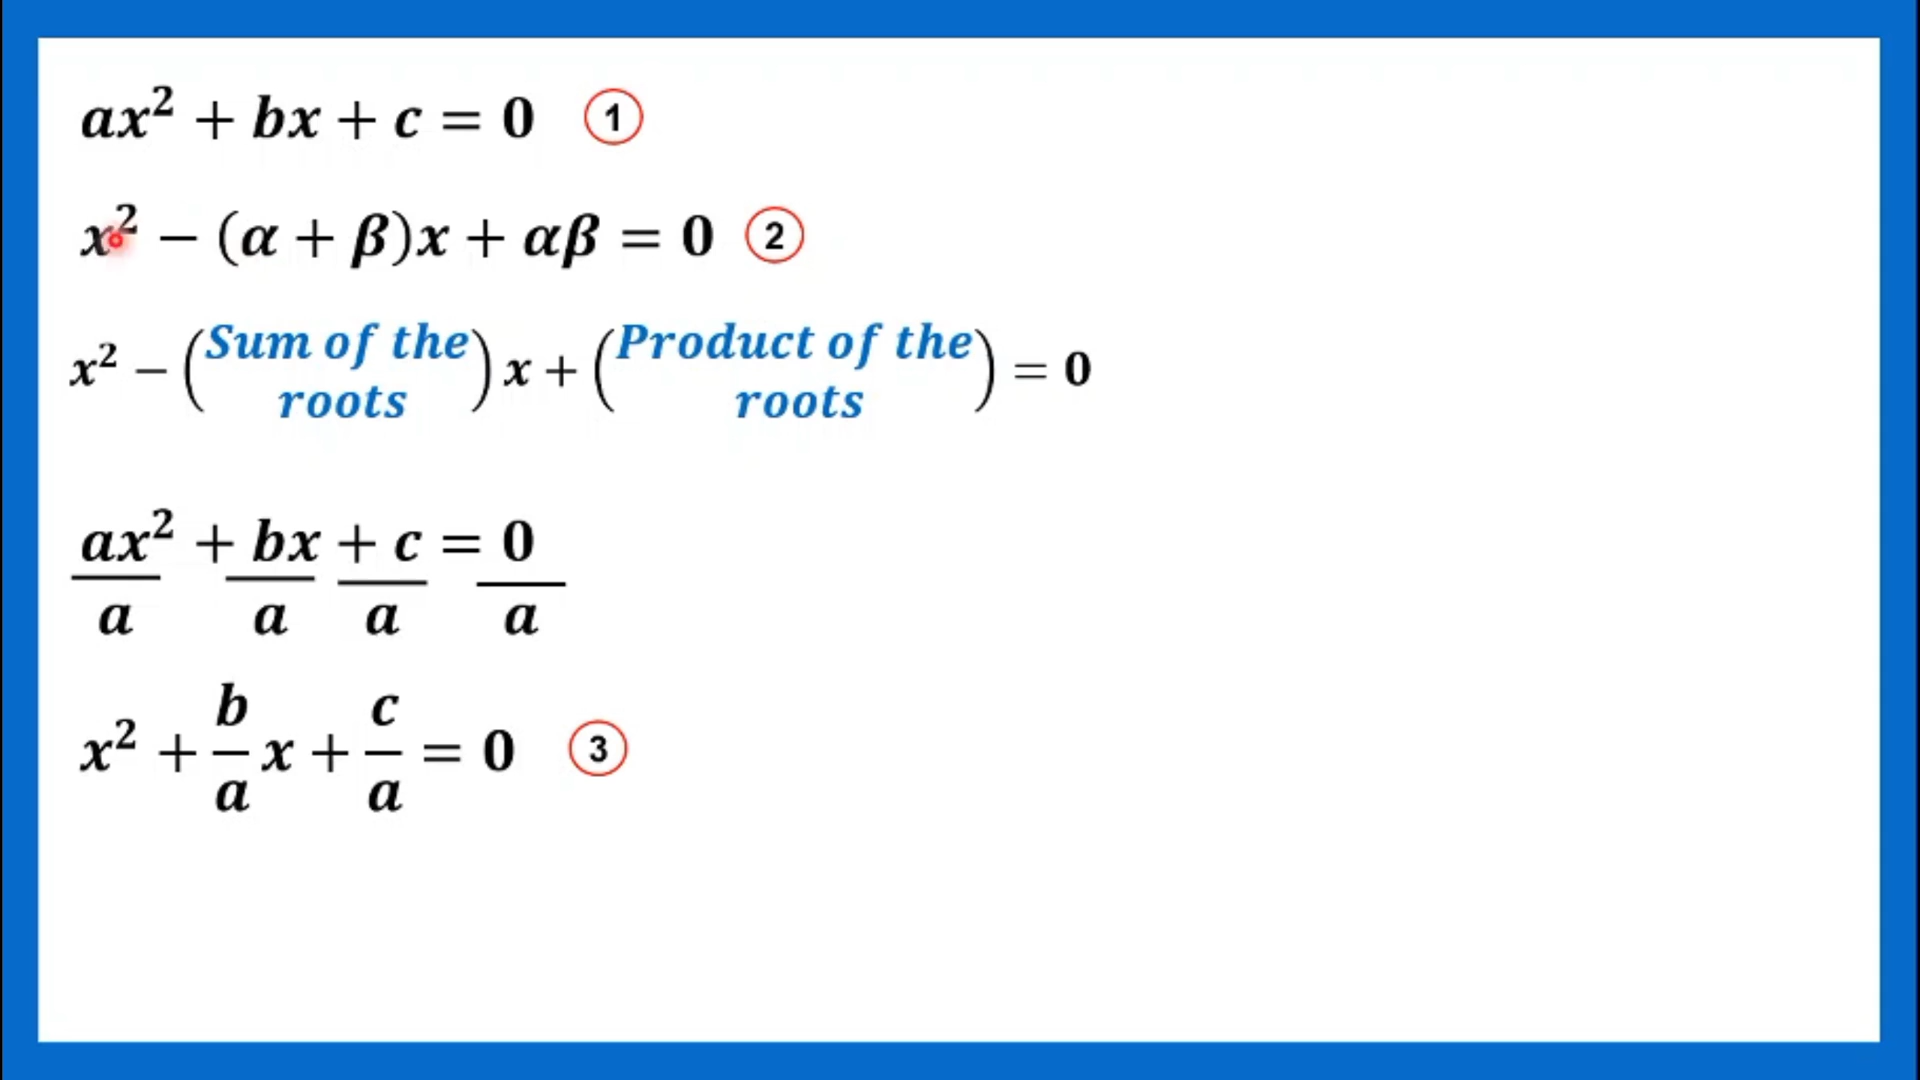 ax² + bx + c = 0 ①
x² − (α + β)x + αβ = 0 ②
x² − (Sum of the roots) x + (Product of the roots) = 0
ax²/a + bx/a + c/a = 0/a
x² + b/a x + c/a = 0 ③